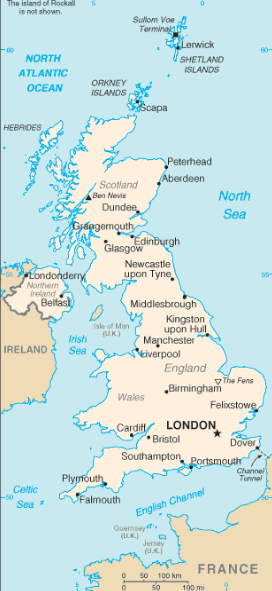 The island of Rockall
is not shown.
Sullom Voe
Terminal
60
60
Lerwick
SHETLAND
ISLANDS
NORTH
ATLANTIC
OCEAN
ORKNEY
ISLANDS
Scapa
HEBRIDES
Peterhead
Scotland
Aberdeen
Ben Nevis
North
Sea
Dundee
Grangemouth
Edinburgh
Glasgow
Newcastle
upon Tyne
Londonderry
Northern
Ireland
Belfast
55
Middlesbrough
Isle of Man
(U.K.)
Kingston
upon Hull
Irish
Sea
Manchester
Liverpool
IRELAND
England
The Fens
Birmingham
Wales
Felixstowe
Cardiff
LONDON
Bristol
Dover
Southampton
Portsmouth
Channel
Tunnel
Plymouth
Celtic
Sea
Falmouth
English Channel
50
50
Guernsey
(U.K.)
Jersey
(U.K.)
FRANCE
0
50
100 km
0
50
100 mi
5
0